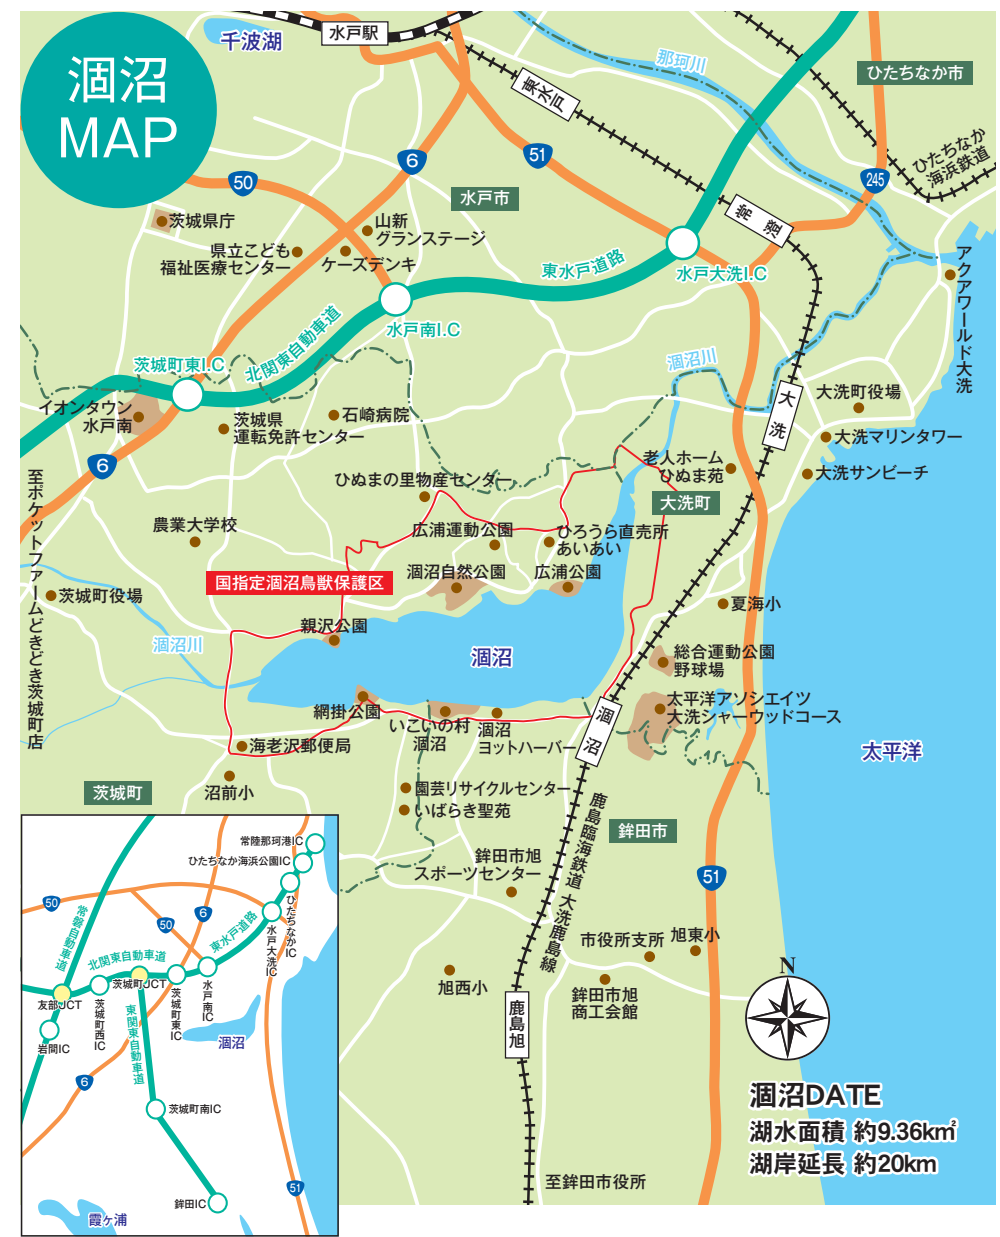 涸沼
MAP
千波湖
水戸駅
東水戸
那珂川
ひたちなか市
ひたちなか
海浜鉄道
51
6
50
245
水戸市
常澄
茨城県庁
山新
グランステージ
県立こども
福祉医療センター
ケーズデンキ
東水戸道路
水戸大洗I.C
アクアワールド大洗
北関東自動車道
水戸南I.C
茨城町東I.C
涸沼川
イオンタウン
水戸南
茨城県
運転免許センター
石崎病院
大洗
大洗町役場
大洗マリンタワー
大洗サンビーチ
6
老人ホーム
ひぬま苑
大洗町
至ポケットファームどきどき茨城町店
ひぬまの里物産センター
農業大学校
広浦運動公園
ひろうら直売所
あいあい
国指定涸沼鳥獣保護区
涸沼自然公園
広浦公園
茨城町役場
夏海小
親沢公園
涸沼川
涸沼
総合運動公園
野球場
網掛公園
いこいの村
涸沼
涸沼
ヨットハーバー
涸沼
太平洋アソシエイツ
大洗シャーウッドコース
太平洋
海老沢郵便局
沼前小
茨城町
園芸リサイクルセンター
いばらき聖苑
鹿島臨海鉄道 大洗鹿島線
鉾田市
鉾田市旭
スポーツセンター
51
市役所支所
旭東小
旭西小
鉾田市旭
商工会館
鹿島旭
N
涸沼DATE
湖水面積 約9.36k㎡
湖岸延長 約20km
至鉾田市役所
常陸那珂港IC
ひたちなか海浜公園IC
ひたちなかIC
50
常磐自動車道
50
6
東水戸道路
水戸大洗IC
北関東自動車道
茨城町JCT
友部JCT
茨城町西IC
茨城町東IC
水戸南IC
岩間IC
東関東自動車道
涸沼
6
茨城町南IC
51
鉾田IC
霞ヶ浦